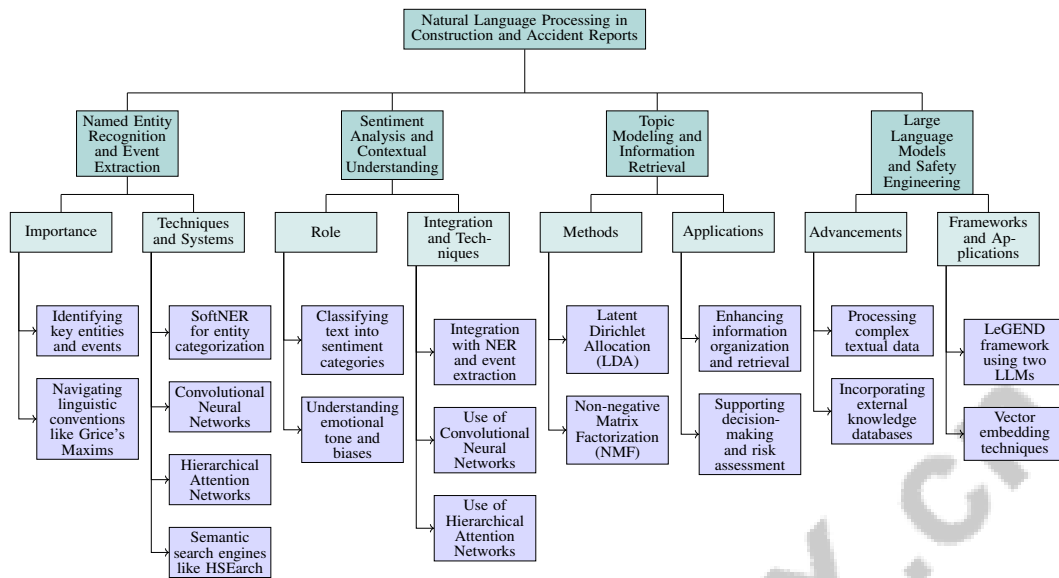 Natural Language Processing in
Construction and Accident Reports
Named Entity
Recognition
and Event
Extraction
Sentiment
Analysis and
Contextual
Understanding
Topic
Modeling and
Information
Retrieval
Large
Language
Models
and Safety
Engineering
Importance
Techniques
and Systems
Role
Integration
and Tech-
niques
Methods
Applications
Advancements
Frameworks
and Ap-
plications
Identifying
key entities
and events
Navigating
linguistic
conventions
like Grice's
Maxims
SoftNER
for entity
categorization
Convolutional
Neural
Networks
Hierarchical
Attention
Networks
Semantic
search engines
like HSEarch
Classifying
text into
sentiment
categories
Understanding
emotional
tone and
biases
Integration
with NER
and event
extraction
Use of
Convolutional
Neural
Networks
Use of
Hierarchical
Attention
Networks
Latent
Dirichlet
Allocation
(LDA)
Non-negative
Matrix
Factorization
(NMF)
Enhancing
information
organization
and retrieval
Supporting
decision-
making
and risk
assessment
Processing
complex
textual data
Incorporating
external
knowledge
databases
LeGEND
framework
using two
LLMs
Vector
embedding
techniques